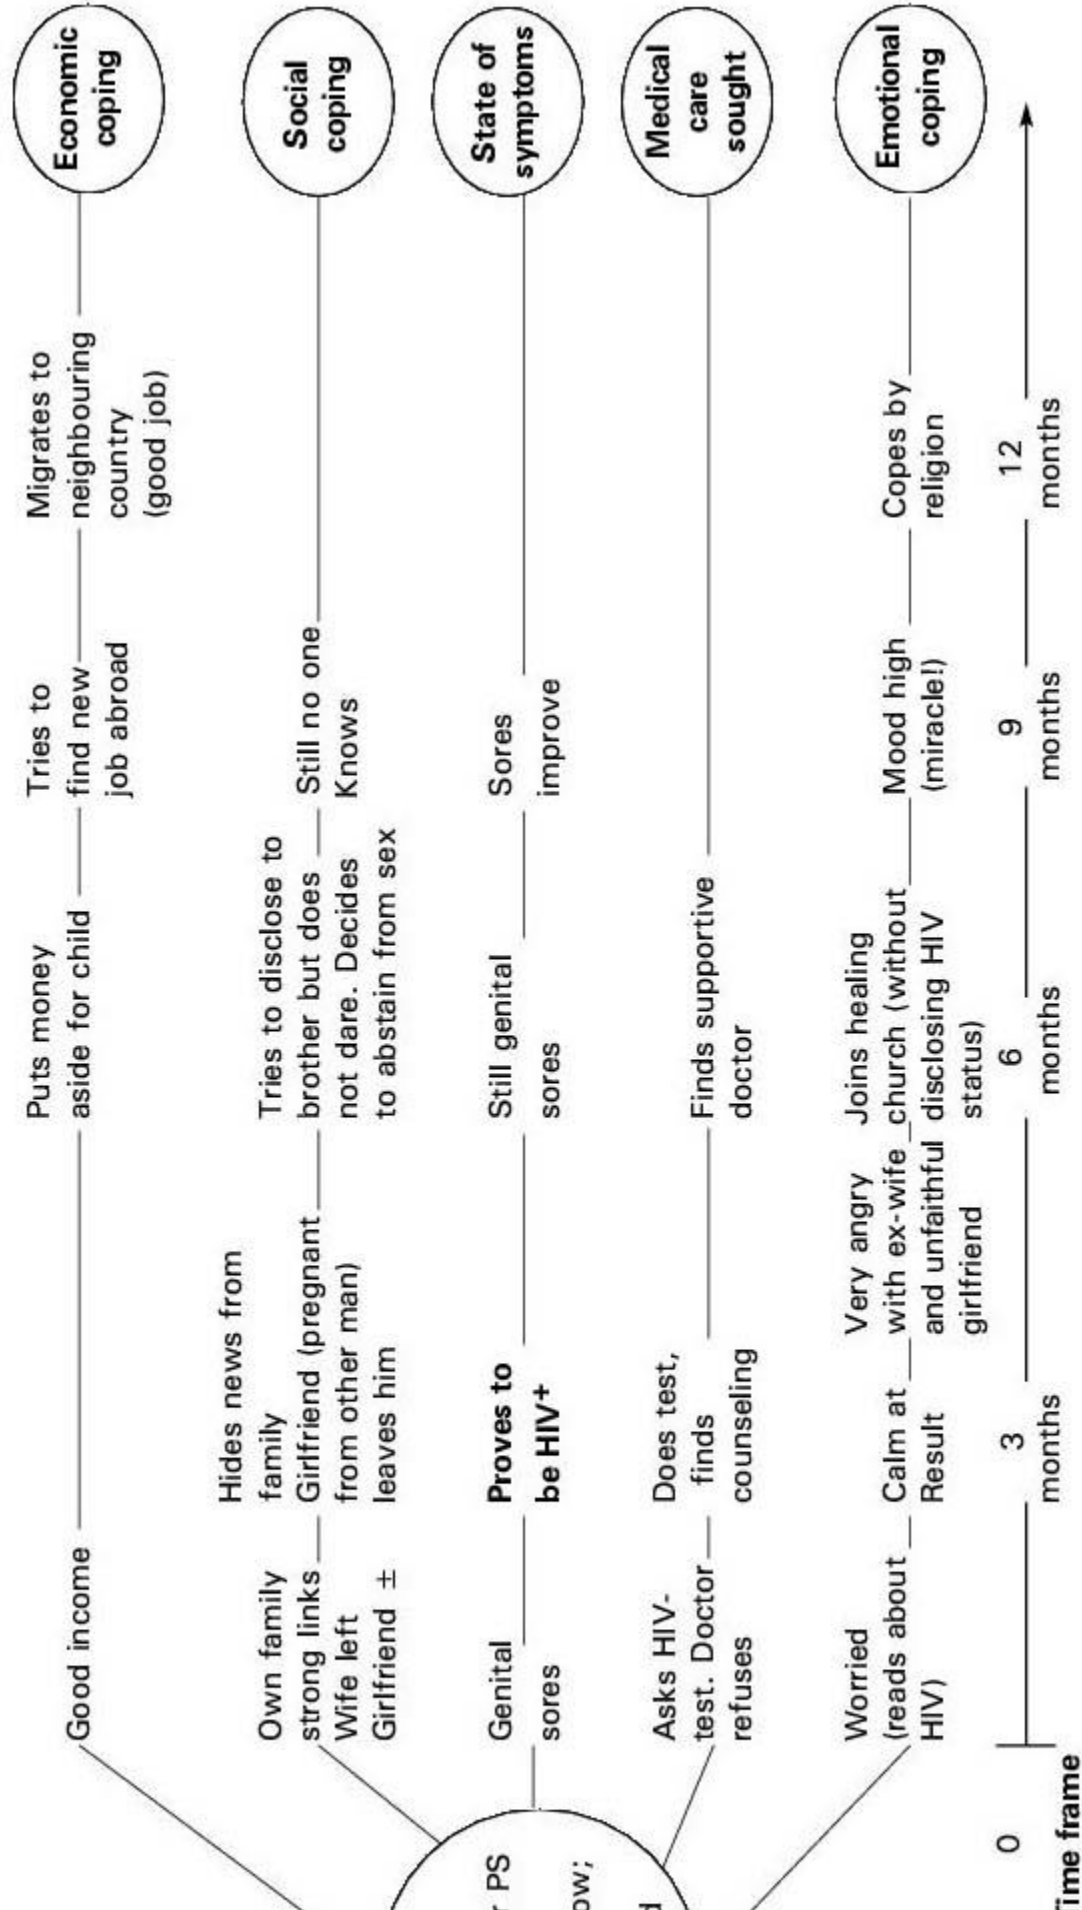 Good income
Puts money
aside for child
Tries to
find new
job abroad
Migrates to
neighbouring
country
(good job)
Economic
coping
Own family
strong links
Wife left
Girlfriend ±
Hides news from
family
Girlfriend (pregnant
from other man)
leaves him
Tries to disclose to
brother but does
not dare. Decides
to abstain from sex
Still no one
Knows
Social
coping
PS
Genital
sores
Proves to
be HIV+
Still genital
sores
Sores
improve
State of
symptoms
Asks HIV-
test. Doctor
refuses
Does test,
finds
counseling
Finds supportive
doctor
Medical
care
sought
Worried
(reads about
HIV)
Calm at
Result
Very angry
with ex-wife
and unfaithful
girlfriend
Joins healing
church (without
disclosing HIV
status)
Mood high
(miracle!)
Copes by
religion
Emotional
coping
0
3
months
6
months
9
months
12
months
Time frame